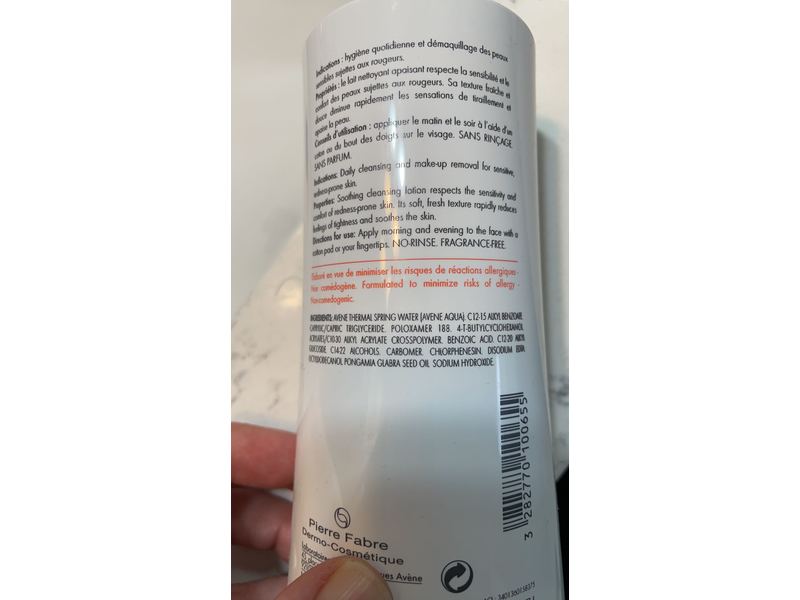 Indications : hygiène quotidienne et démaquillage des peaux
sensibles sujettes aux rougeurs.
Propriétés : le lait nettoyant apaisant respecte la sensibilité et le
confort des peaux sujettes aux rougeurs. Sa texture fraîche et
douce diminue rapidement les sensations de tiraillement et
apaise la peau.
Conseils d'utilisation : appliquer le matin et le soir à l'aide d'un
coton ou du bout des doigts sur le visage. SANS RINÇAGE.
SANS PARFUM.
Indications: Daily cleansing and make-up removal for sensitive,
redness-prone skin.
Properties: Soothing cleansing lotion respects the sensitivity and
comfort of redness-prone skin. Its soft, fresh texture rapidly reduces
feelings of tightness and soothes the skin.
Directions for use: Apply morning and evening to the face with a
cotton pad or your fingertips. NO-RINSE. FRAGRANCE-FREE.
Elaboré en vue de minimiser les risques de réactions allergiques -
Non comédogène. Formulated to minimize risks of allergy -
Non-comedogenic.
INGREDIENTS: AVENE THERMAL SPRING WATER (AVENE AQUA). C12-15 ALKYL BENZOATE.
CAPRYLIC/CAPRIC TRIGLYCERIDE. POLOXAMER 188. 4-T-BUTYLCYCLOHEXANOL.
ACRYLATES/C10-30 ALKYL ACRYLATE CROSSPOLYMER. BENZOIC ACID. C12-20 ALKYL
GLUCOSIDE. C14-22 ALCOHOLS. CARBOMER. CHLORPHENESIN. DISODIUM EDTA.
OCTYLDODECANOL. PONGAMIA GLABRA SEED OIL. SODIUM HYDROXIDE.
3 282770 100655
Pierre Fabre
Dermo-Cosmétique
Laboratoires
Avène
3401360158375